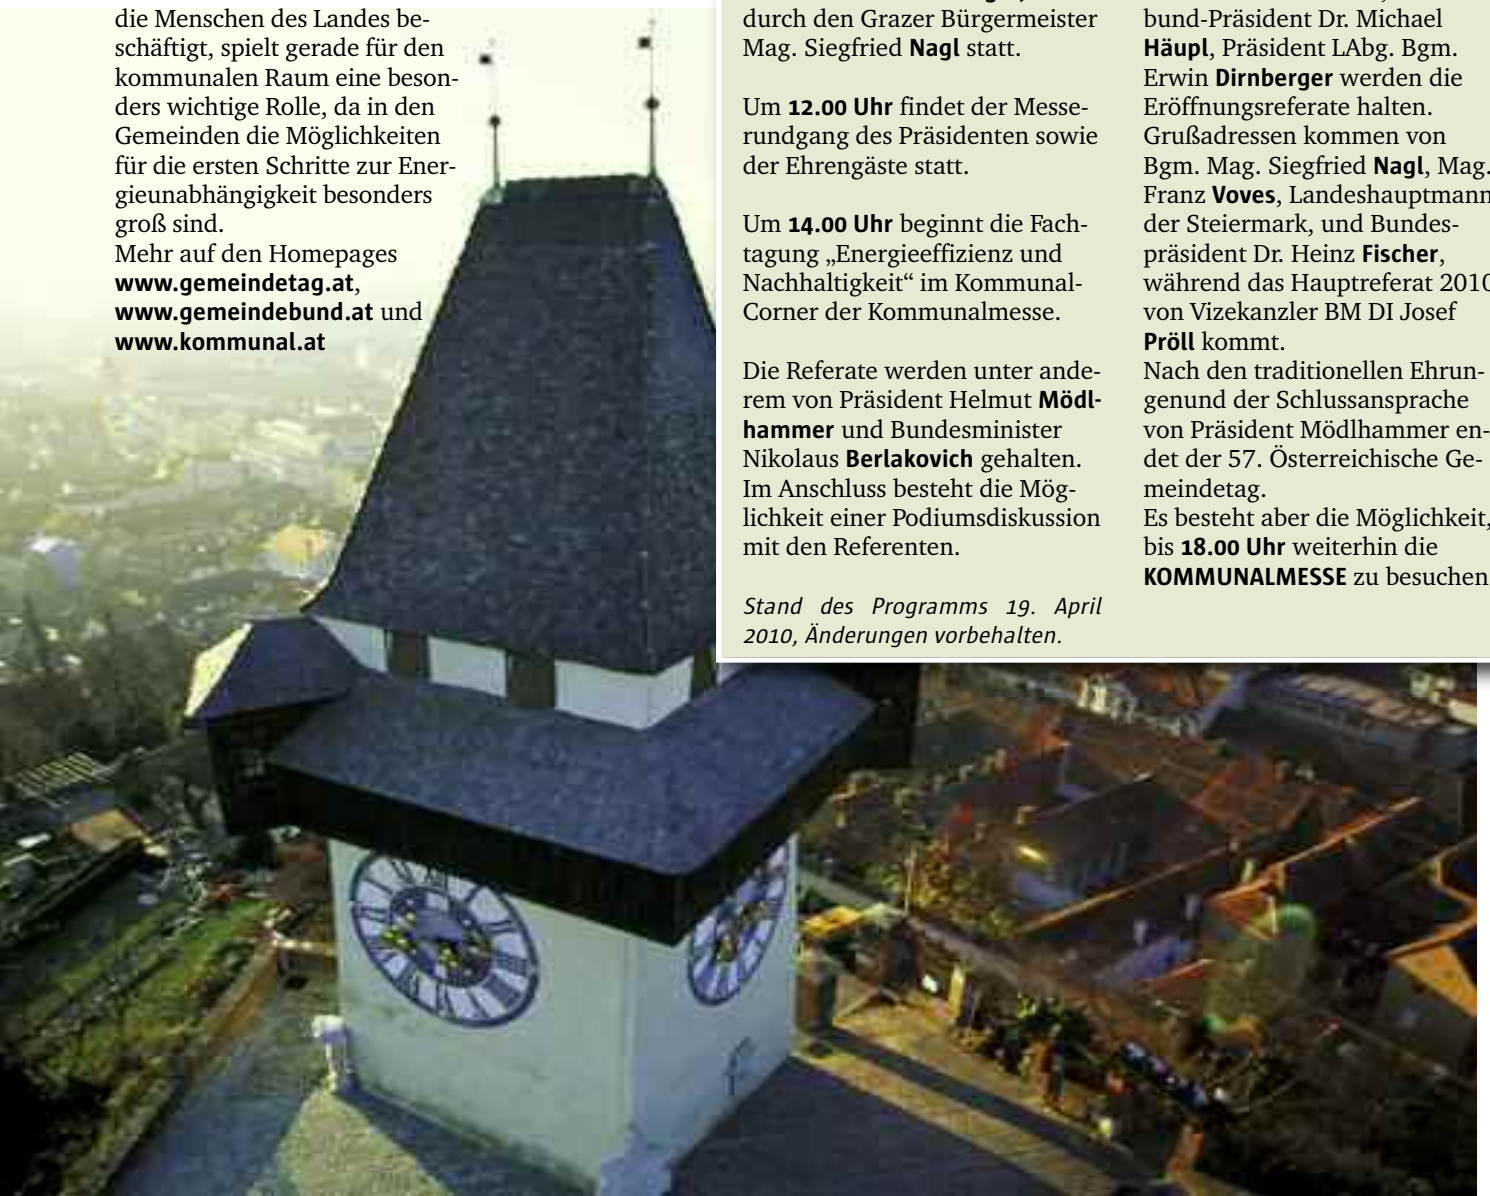 die Menschen des Landes be-
schäftigt, spielt gerade für den
kommunalen Raum eine beson-
ders wichtige Rolle, da in den
Gemeinden die Möglichkeiten
für die ersten Schritte zur Ener-
gieunabhängigkeit besonders
groß sind.
Mehr auf den Homepages
www.gemeindetag.at,
www.gemeindebund.at und
www.kommunal.at
durch den Grazer Bürgermeister
Mag. Siegfried Nagl statt.
Um 12.00 Uhr findet der Messe-
rundgang des Präsidenten sowie
der Ehrengäste statt.
Um 14.00 Uhr beginnt die Fach-
tagung „Energieeffizienz und
Nachhaltigkeit“ im Kommunal-
Corner der Kommunalmesse.
Die Referate werden unter ande-
rem von Präsident Helmut Mödl-
hammer und Bundesminister
Nikolaus Berlakovich gehalten.
Im Anschluss besteht die Mög-
lichkeit einer Podiumsdiskussion
mit den Referenten.
Stand des Programms 19. April
2010, Änderungen vorbehalten.
bund-Präsident Dr. Michael
Häupl, Präsident LAbg. Bgm.
Erwin Dirnberger werden die
Eröffnungsreferate halten.
Grußadressen kommen von
Bgm. Mag. Siegfried Nagl, Mag.
Franz Voves, Landeshauptmann
der Steiermark, und Bundes-
präsident Dr. Heinz Fischer,
während das Hauptreferat 2010
von Vizekanzler BM DI Josef
Pröll kommt.
Nach den traditionellen Ehrun-
genund der Schlussansprache
von Präsident Mödlhammer en-
det der 57. Österreichische Ge-
meindetag.
Es besteht aber die Möglichkeit,
bis 18.00 Uhr weiterhin die
KOMMUNALMESSE zu besuchen